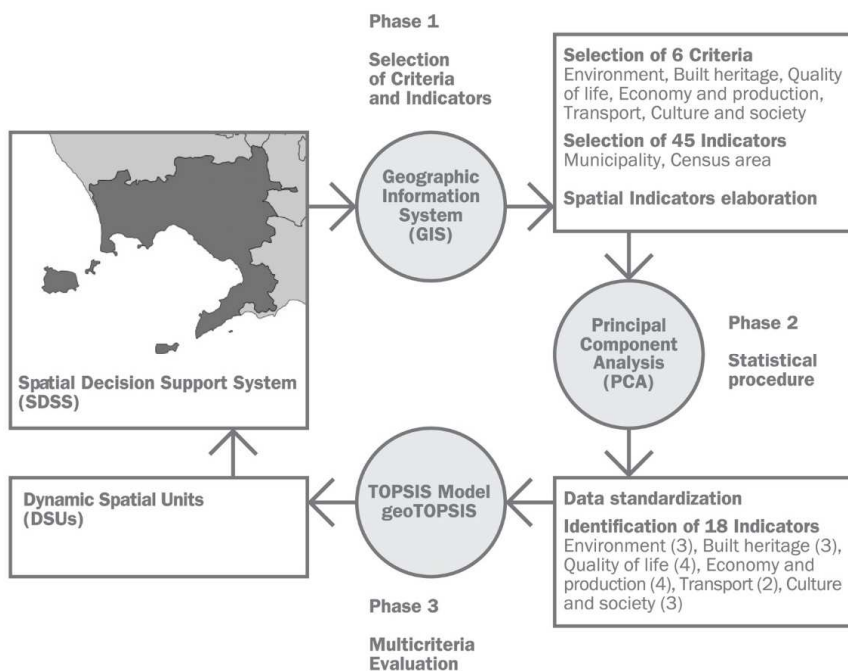 Phase 1
Selection
of Criteria
and Indicators
Selection of 6 Criteria
Environment, Built heritage, Quality
of life, Economy and production,
Transport, Culture and society
Selection of 45 Indicators
Municipality, Census area
Spatial Indicators elaboration
Geographic
Information
System
(GIS)
Spatial Decision Support System
(SDSS)
Principal
Component
Analysis
(PCA)
Phase 2
Statistical
procedure
Data standardization
Identification of 18 Indicators
Environment (3), Built heritage (3),
Quality of life (4), Economy and
production (4), Transport (2), Culture
and society (3)
TOPSIS Model
geoTOPSIS
Dynamic Spatial Units
(DSUs)
Phase 3
Multicriteria
Evaluation